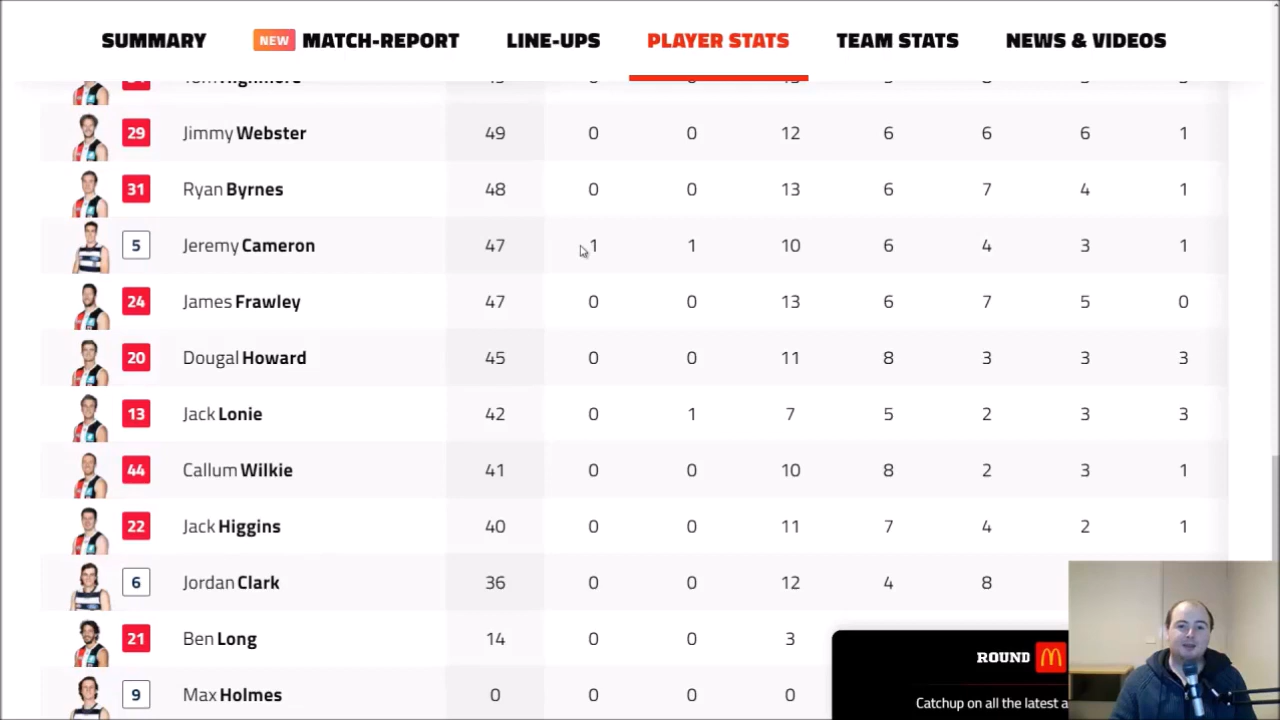 SUMMARY NEW MATCH-REPORT LINE-UPS PLAYER STATS TEAM STATS NEWS & VIDEOS
29 Jimmy Webster 49 0 0 12 6 6 6 1
31 Ryan Byrnes 48 0 0 13 6 7 4 1
5 Jeremy Cameron 47 1 1 10 6 4 3 1
24 James Frawley 47 0 0 13 6 7 5 0
20 Dougal Howard 45 0 0 11 8 3 3 3
13 Jack Lonie 42 0 1 7 5 2 3 3
44 Callum Wilkie 41 0 0 10 8 2 3 1
22 Jack Higgins 40 0 0 11 7 4 2 1
6 Jordan Clark 36 0 0 12 4 8
21 Ben Long 14 0 0 3
ROUND
9 Max Holmes 0 0 0 0
Catchup on all the latest a